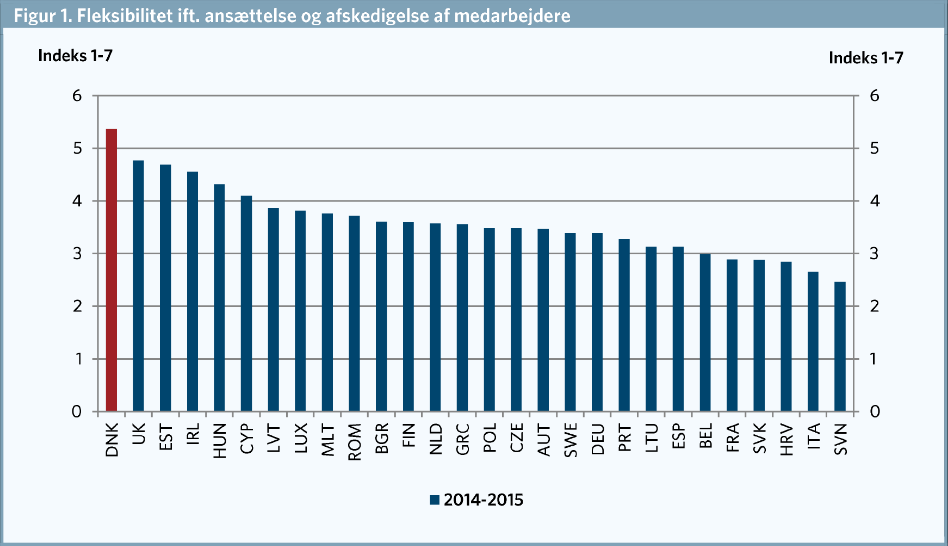 Figur 1. Fleksibilitet ift. ansættelse og afskedigelse af medarbejdere
Indeks 1-7 Indeks 1-7
6 6
5 5
4 4
3 3
2 2
1 1
0 0
DNK UK EST IRL HUN CYP LVT LUX MLT ROM BGR FIN NLD GRC POL CZE AUT SWE DEU PRT LTU ESP BEL FRA SVK HRV ITA SVN
2014-2015